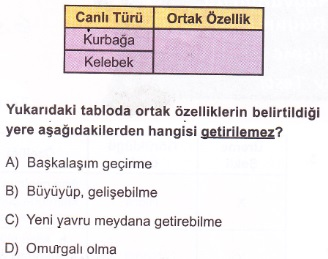 Canlı Türü Ortak Özellik
Kurbağa
Kelebek
Yukarıdaki tabloda ortak özelliklerin belirtildiği
yere aşağıdakilerden hangisi getirilemez?
A) Başkalaşım geçirme
B) Büyüyüp, gelişebilme
C) Yeni yavru meydana getirebilme
D) Omurgalı olma